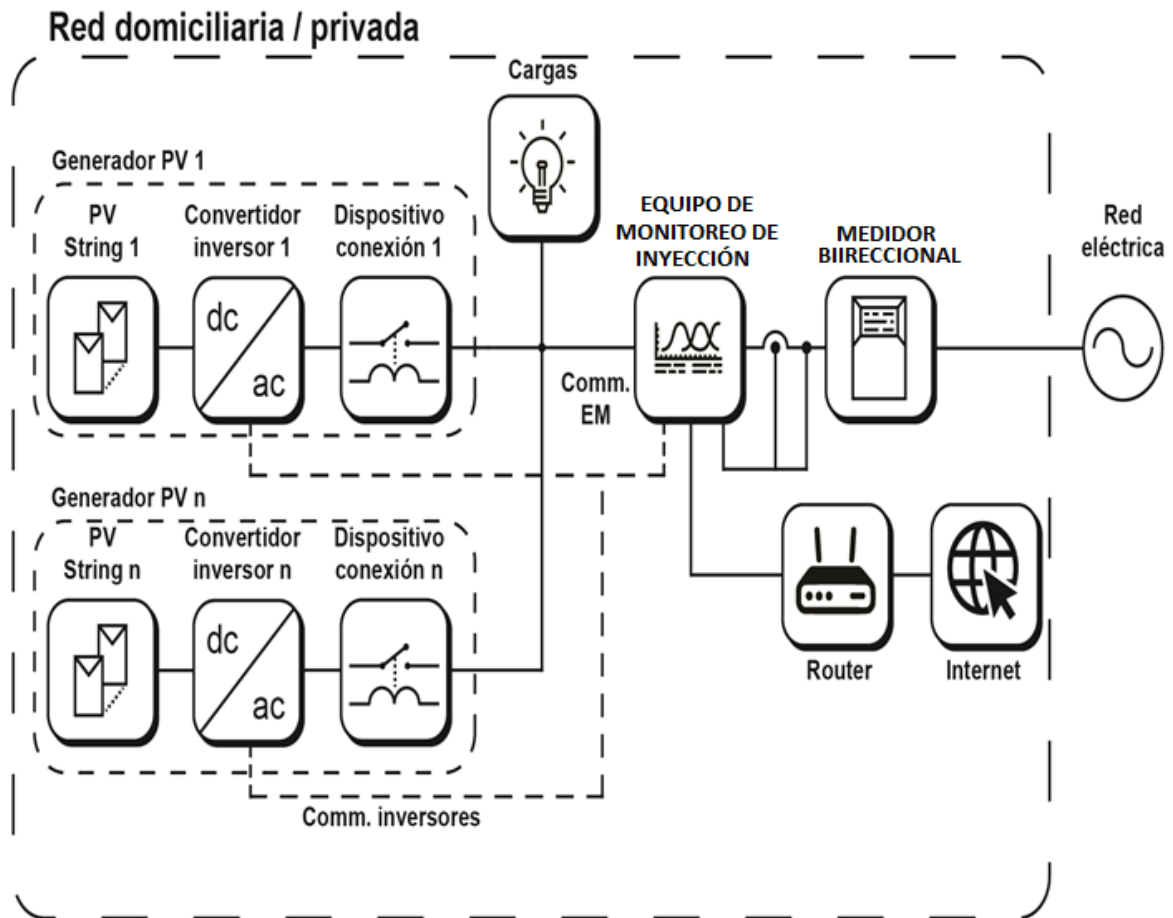 Red domiciliaria / privada
Cargas
Generador PV 1
PV
String 1
Convertidor
inversor 1
Dispositivo
conexión 1
dc
ac
EQUIPO DE
MONITOREO DE
INYECCIÓN
MEDIDOR
BIIRECCIONAL
Red
eléctrica
Comm.
EM
Generador PV n
PV
String n
Convertidor
inversor n
Dispositivo
conexión n
dc
ac
Router
Internet
Comm. inversores